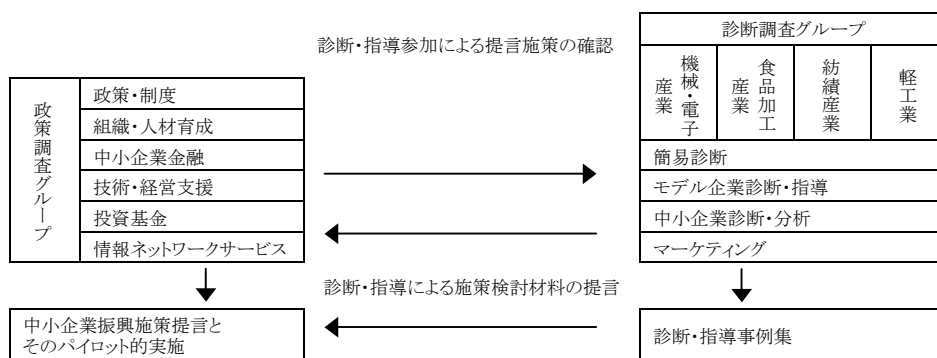 診断・指導参加による提言施策の確認
政策調査グループ
政策・制度
組織・人材育成
中小企業金融
技術・経営支援
投資基金
情報ネットワークサービス
診断調査グループ
機械・電子
産業
食品加工
産業
紡績産業
軽工業
簡易診断
モデル企業診断・指導
中小企業診断・分析
マーケティング
診断・指導による施策検討材料の提言
中小企業振興施策提言と
そのパイロット的実施
診断・指導事例集